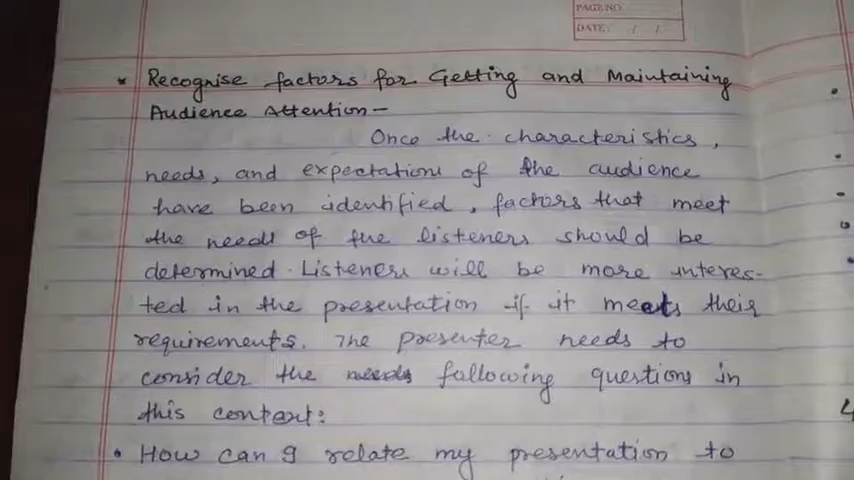 PAGE NO.
DATE: / /
* Recognise factors for Getting and Maintaining
Audience Attention -
Once the characteristics,
needs, and expectation of the audience
have been identified, factors that meet
the needs of the listeners should be
determined. Listeners will be more interes-
ted in the presentation if it meets their
requirements. The presenter needs to
consider the needs following questions in
this context:
• How can I relate my presentation to